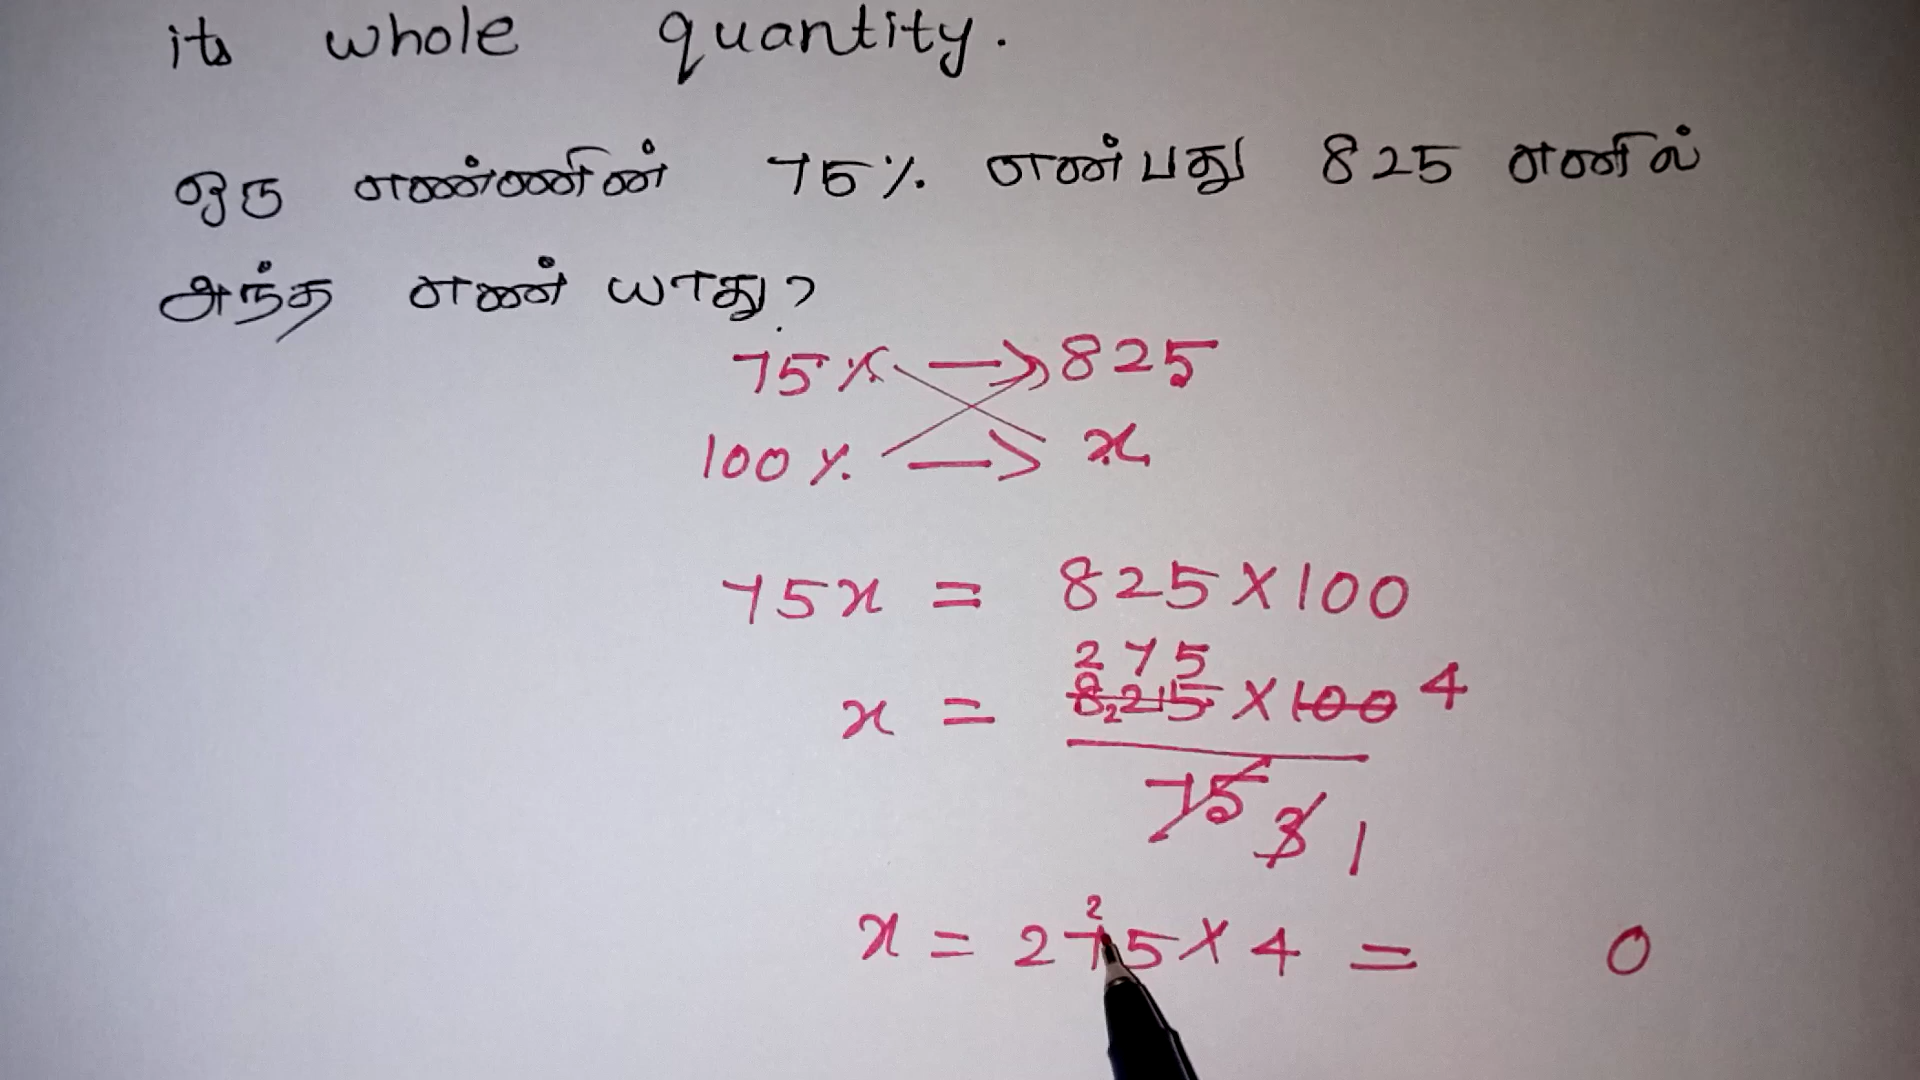 its whole quantity.
ஒரு எண்ணின் 75% என்பது 825 எனில்
அந்த எண் யாது?
75% → 825
100% → x
75x = 825 X 100
275
x = 825 X 100 4
75 3 1
2
x = 275 X 4 = 0